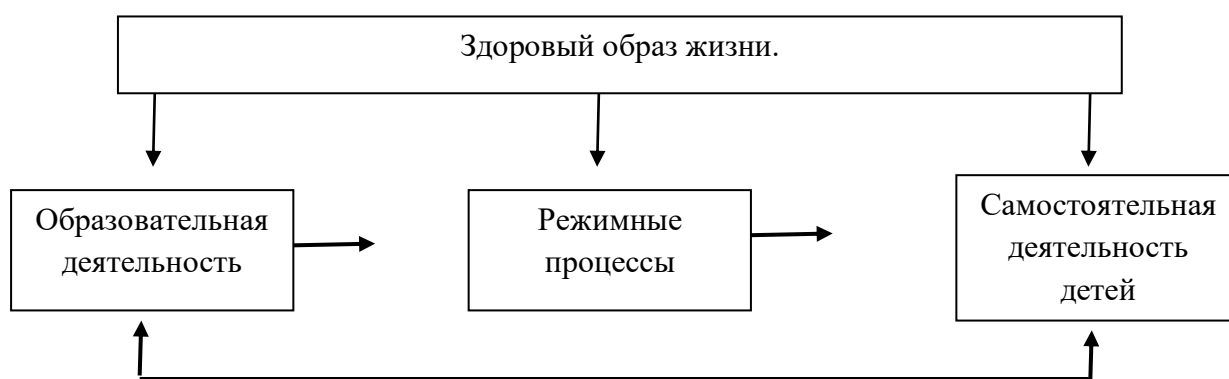 Здоровый образ жизни.
Образовательная
деятельность
Режимные
процессы
Самостоятельная
деятельность
детей